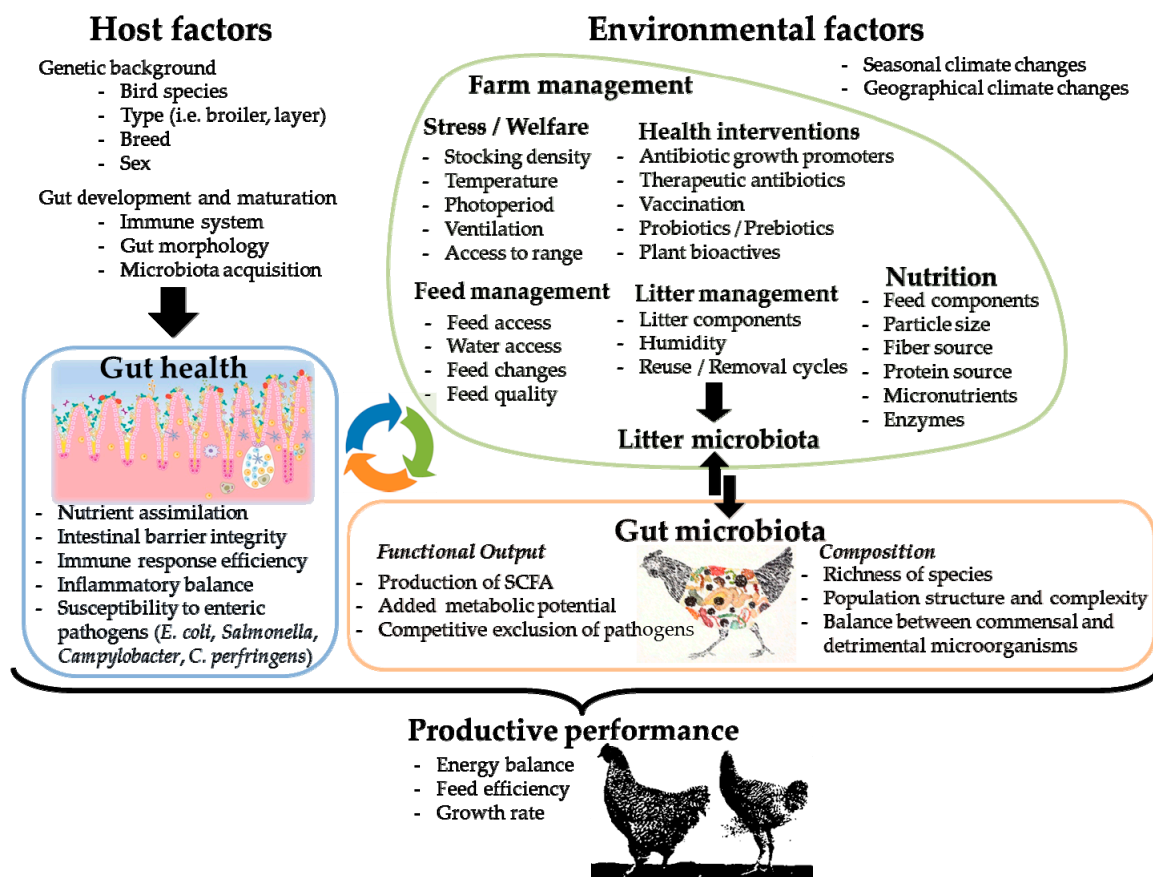 Host factors
Genetic background
- Bird species
- Type (i.e. broiler, layer)
- Breed
- Sex
Gut development and maturation
- Immune system
- Gut morphology
- Microbiota acquisition
Environmental factors
- Seasonal climate changes
- Geographical climate changes
Farm management
Stress / Welfare
- Stocking density
- Temperature
- Photoperiod
- Ventilation
- Access to range
Health interventions
- Antibiotic growth promoters
- Therapeutic antibiotics
- Vaccination
- Probiotics / Prebiotics
- Plant bioactives
Feed management
- Feed access
- Water access
- Feed changes
- Feed quality
Litter management
- Litter components
- Humidity
- Reuse / Removal cycles
Nutrition
- Feed components
- Particle size
- Fiber source
- Protein source
- Micronutrients
- Enzymes
Litter microbiota
Gut health
- Nutrient assimilation
- Intestinal barrier integrity
- Immune response efficiency
- Inflammatory balance
- Susceptibility to enteric
pathogens (E. coli, Salmonella,
Campylobacter, C. perfringens)
Gut microbiota
Functional Output
- Production of SCFA
- Added metabolic potential
- Competitive exclusion of pathogens
Composition
- Richness of species
- Population structure and complexity
- Balance between commensal and
detrimental microorganisms
Productive performance
- Energy balance
- Feed efficiency
- Growth rate